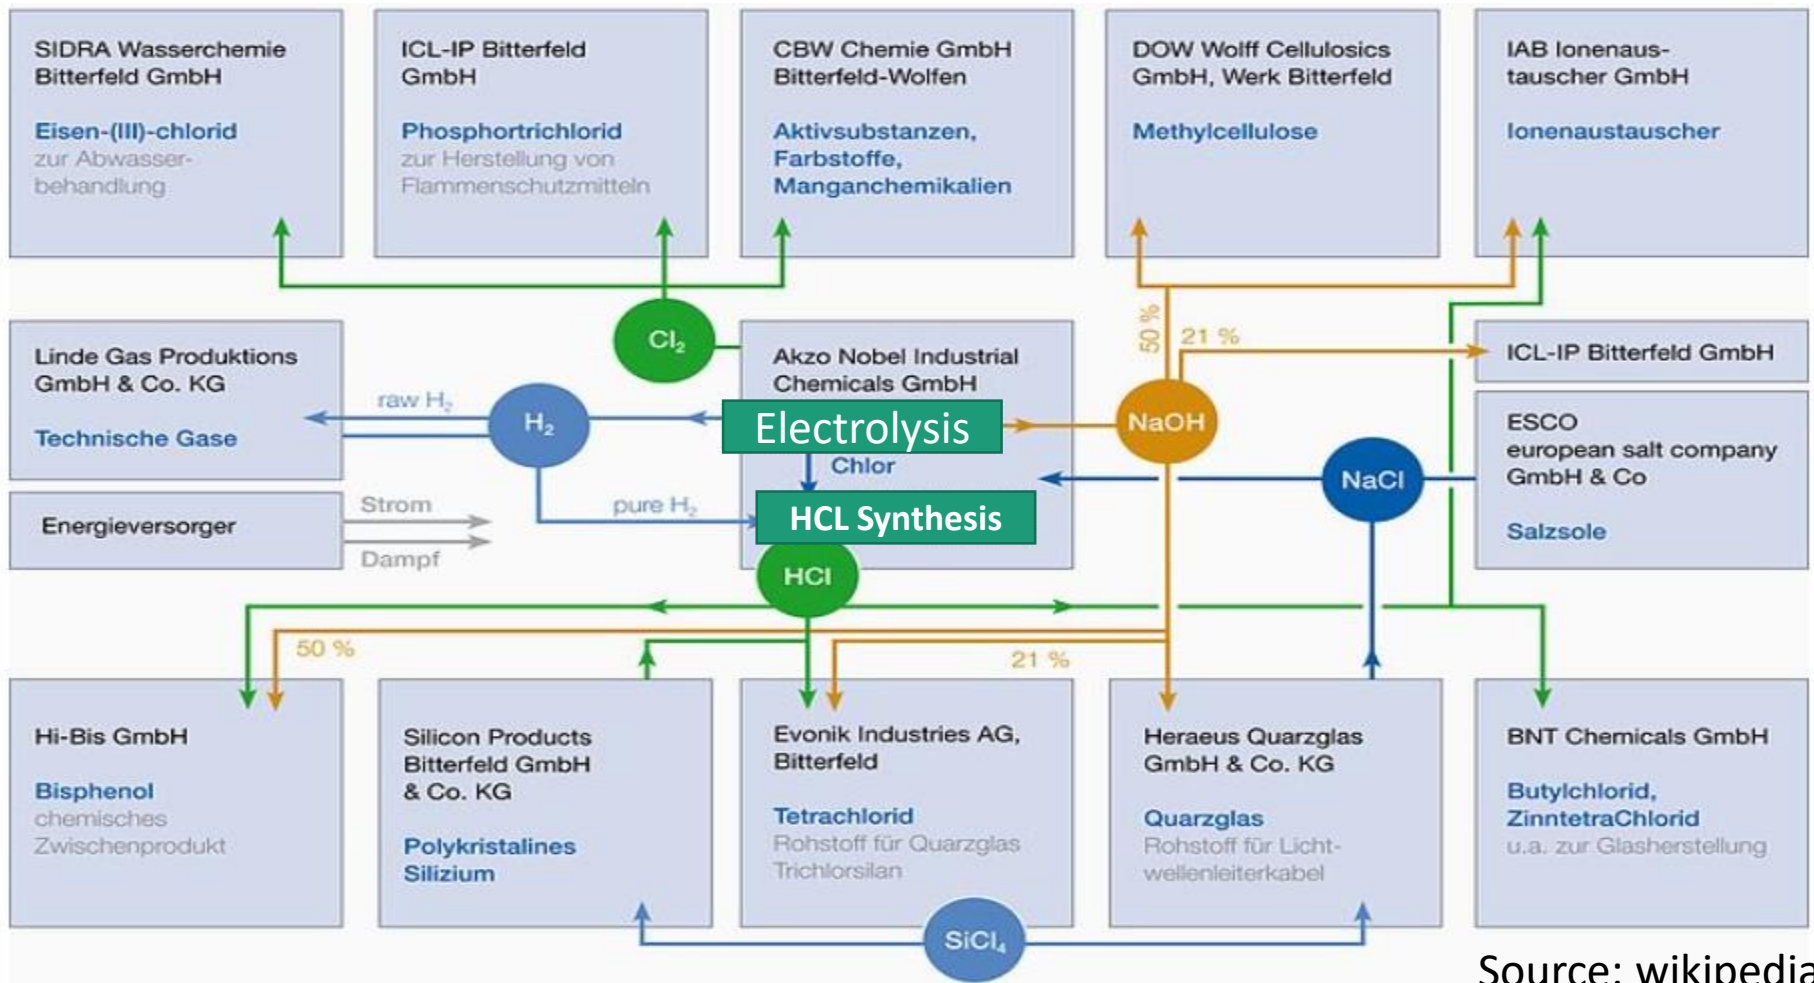 SIDRA Wasserchemie
Bitterfeld GmbH
Eisen-(III)-chlorid
zur Abwasser-
behandlung
ICL-IP Bitterfeld
GmbH
Phosphortrichlorid
zur Herstellung von
Flammenschutzmitteln
CBW Chemie GmbH
Bitterfeld-Wolfen
Aktivsubstanzen,
Farbstoffe,
Manganchemikalien
DOW Wolff Cellulosics
GmbH, Werk Bitterfeld
Methylcellulose
IAB Ionenaus-
tauscher GmbH
Ionenaustauscher
Linde Gas Produktions
GmbH & Co. KG
Technische Gase
raw H₂
H₂
pure H₂
Cl₂
Akzo Nobel Industrial
Chemicals GmbH
Electrolysis
Chlor
HCL Synthesis
HCl
50 %
21 %
NaOH
ICL-IP Bitterfeld GmbH
NaCl
ESCO
european salt company
GmbH & Co
Salzsole
Energieversorger
Strom
Dampf
50 %
21 %
Hi-Bis GmbH
Bisphenol
chemisches
Zwischenprodukt
Silicon Products
Bitterfeld GmbH
& Co. KG
Polykristalines
Silizium
Evonik Industries AG,
Bitterfeld
Tetrachlorid
Rohstoff für Quarzglas
Trichlorsilan
Heraeus Quarzglas
GmbH & Co. KG
Quarzglas
Rohstoff für Licht-
wellenleiterkabel
BNT Chemicals GmbH
Butylchlorid,
ZinntetraChlorid
u.a. zur Glasherstellung
SiCl₄
Source: wikipedia